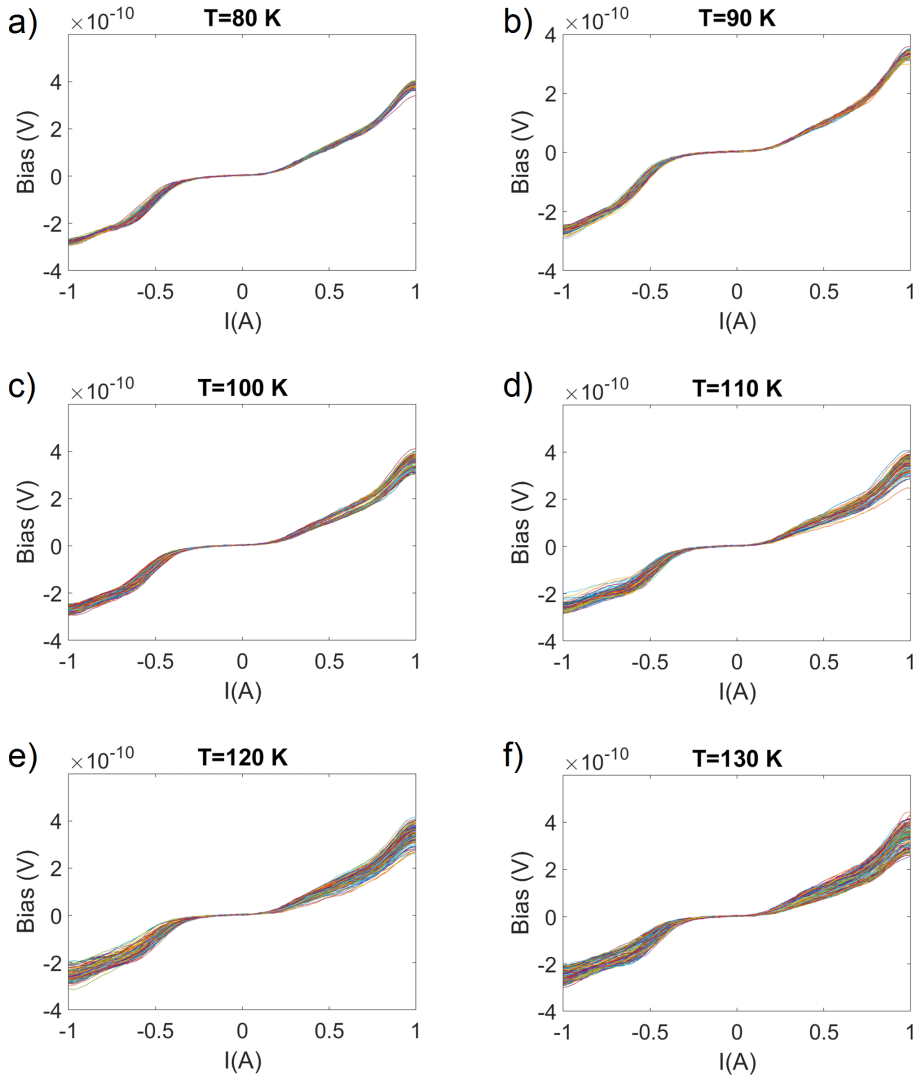 a)
T=80 K
×10-10
4
2
0
-2
-4
Bias (V)
-1
-0.5
0
0.5
1
I(A)
b)
T=90 K
×10-10
4
2
0
-2
-4
Bias (V)
-1
-0.5
0
0.5
1
I(A)
c)
T=100 K
×10-10
4
2
0
-2
-4
Bias (V)
-1
-0.5
0
0.5
1
I(A)
d)
T=110 K
×10-10
4
2
0
-2
-4
Bias (V)
-1
-0.5
0
0.5
1
I(A)
e)
T=120 K
×10-10
4
2
0
-2
-4
Bias (V)
-1
-0.5
0
0.5
1
I(A)
f)
T=130 K
×10-10
4
2
0
-2
-4
Bias (V)
-1
-0.5
0
0.5
1
I(A)